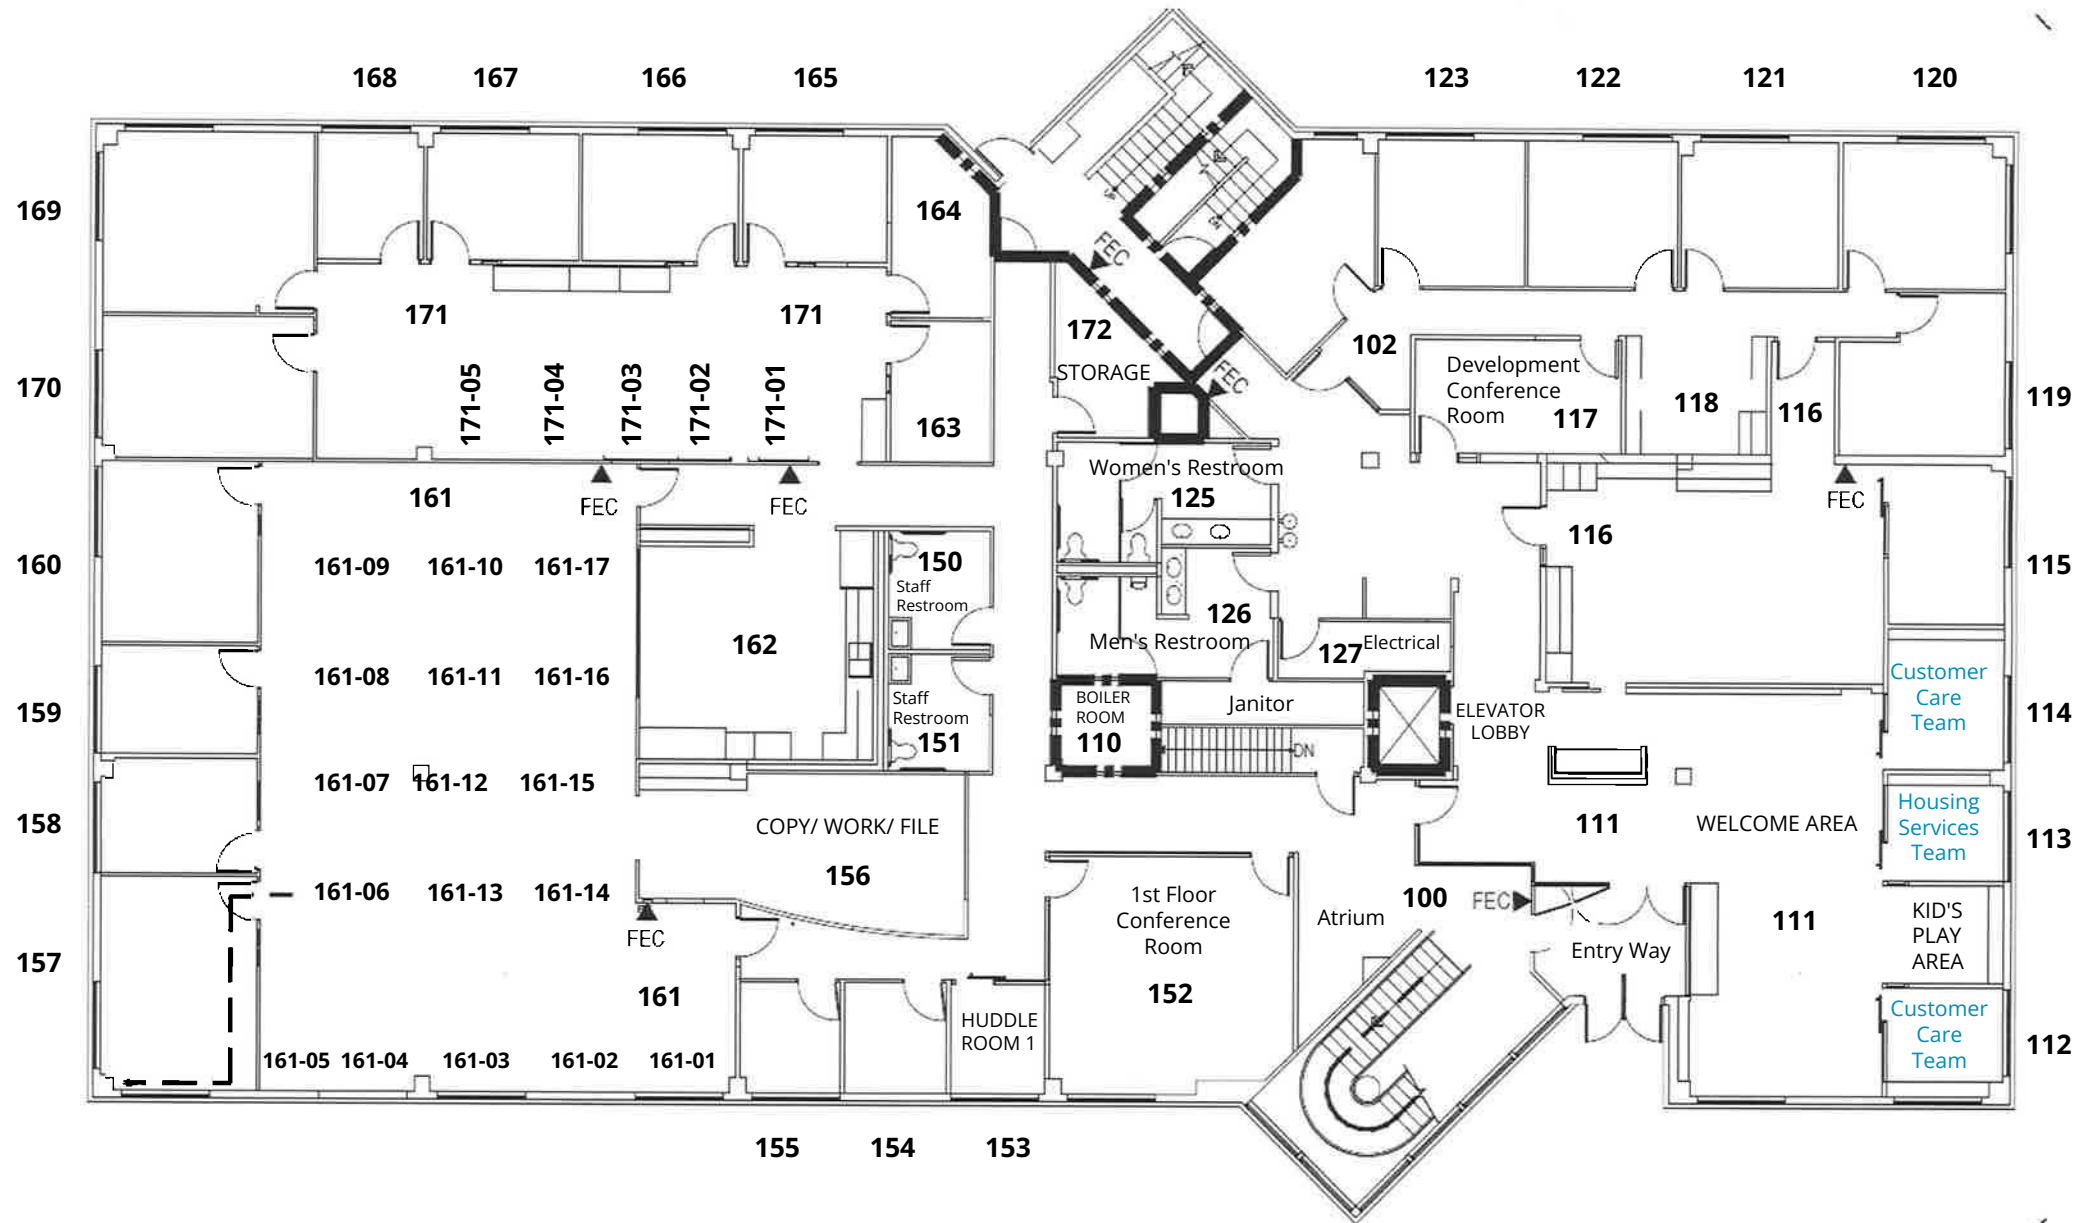 168 167 166 165 123 122 121 120
169
164
UP
DN
FEC
171 171
172
STORAGE
FEC
102
Development
Conference
Room
117
118
116
119
170
171-05 171-04 171-03 171-02 171-01
163
161
FEC
FEC
Women's Restroom
125
FEC
116
160
161-09 161-10 161-17
150
Staff
Restroom
115
126
Men's Restroom
127
Electrical
162
161-08 161-11 161-16
Staff
Restroom
151
BOILER
ROOM
110
Janitor
DN
ELEVATOR
LOBBY
Customer
Care
Team
114
159
161-07 161-12 161-15
158
COPY/ WORK/ FILE
156
111
WELCOME AREA
Housing
Services
Team
113
161-06 161-13 161-14
FEC
1st Floor
Conference
Room
152
Atrium
100
FEC
Entry Way
111
KID'S
PLAY
AREA
157
161
HUDDLE
ROOM 1
Customer
Care
Team
112
161-05 161-04 161-03 161-02 161-01
155 154 153